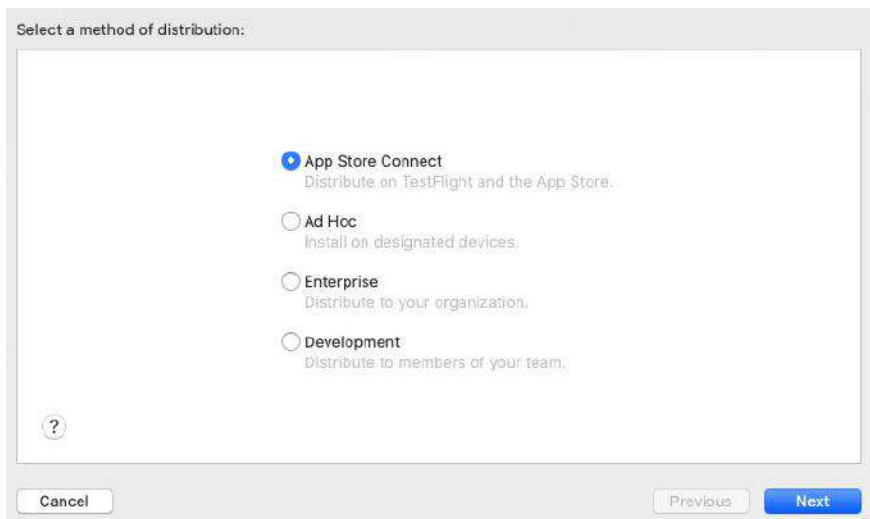 Select a method of distribution:
App Store Connect
Distribute on TestFlight and the App Store.
Ad Hoc
Install on designated devices.
Enterprise
Distribute to your organization.
Development
Distribute to members of your team.
?
Cancel
Previous
Next